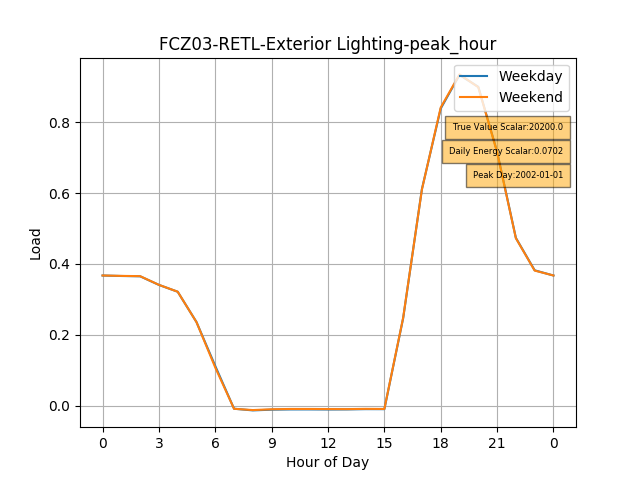 FCZ03-RETL-Exterior Lighting-peak_hour
Weekday
Weekend
True Value Scalar:20200.0
Daily Energy Scalar:0.0702
Peak Day:2002-01-01
Load
0.8
0.6
0.4
0.2
0.0
0 3 6 9 12 15 18 21 0
Hour of Day